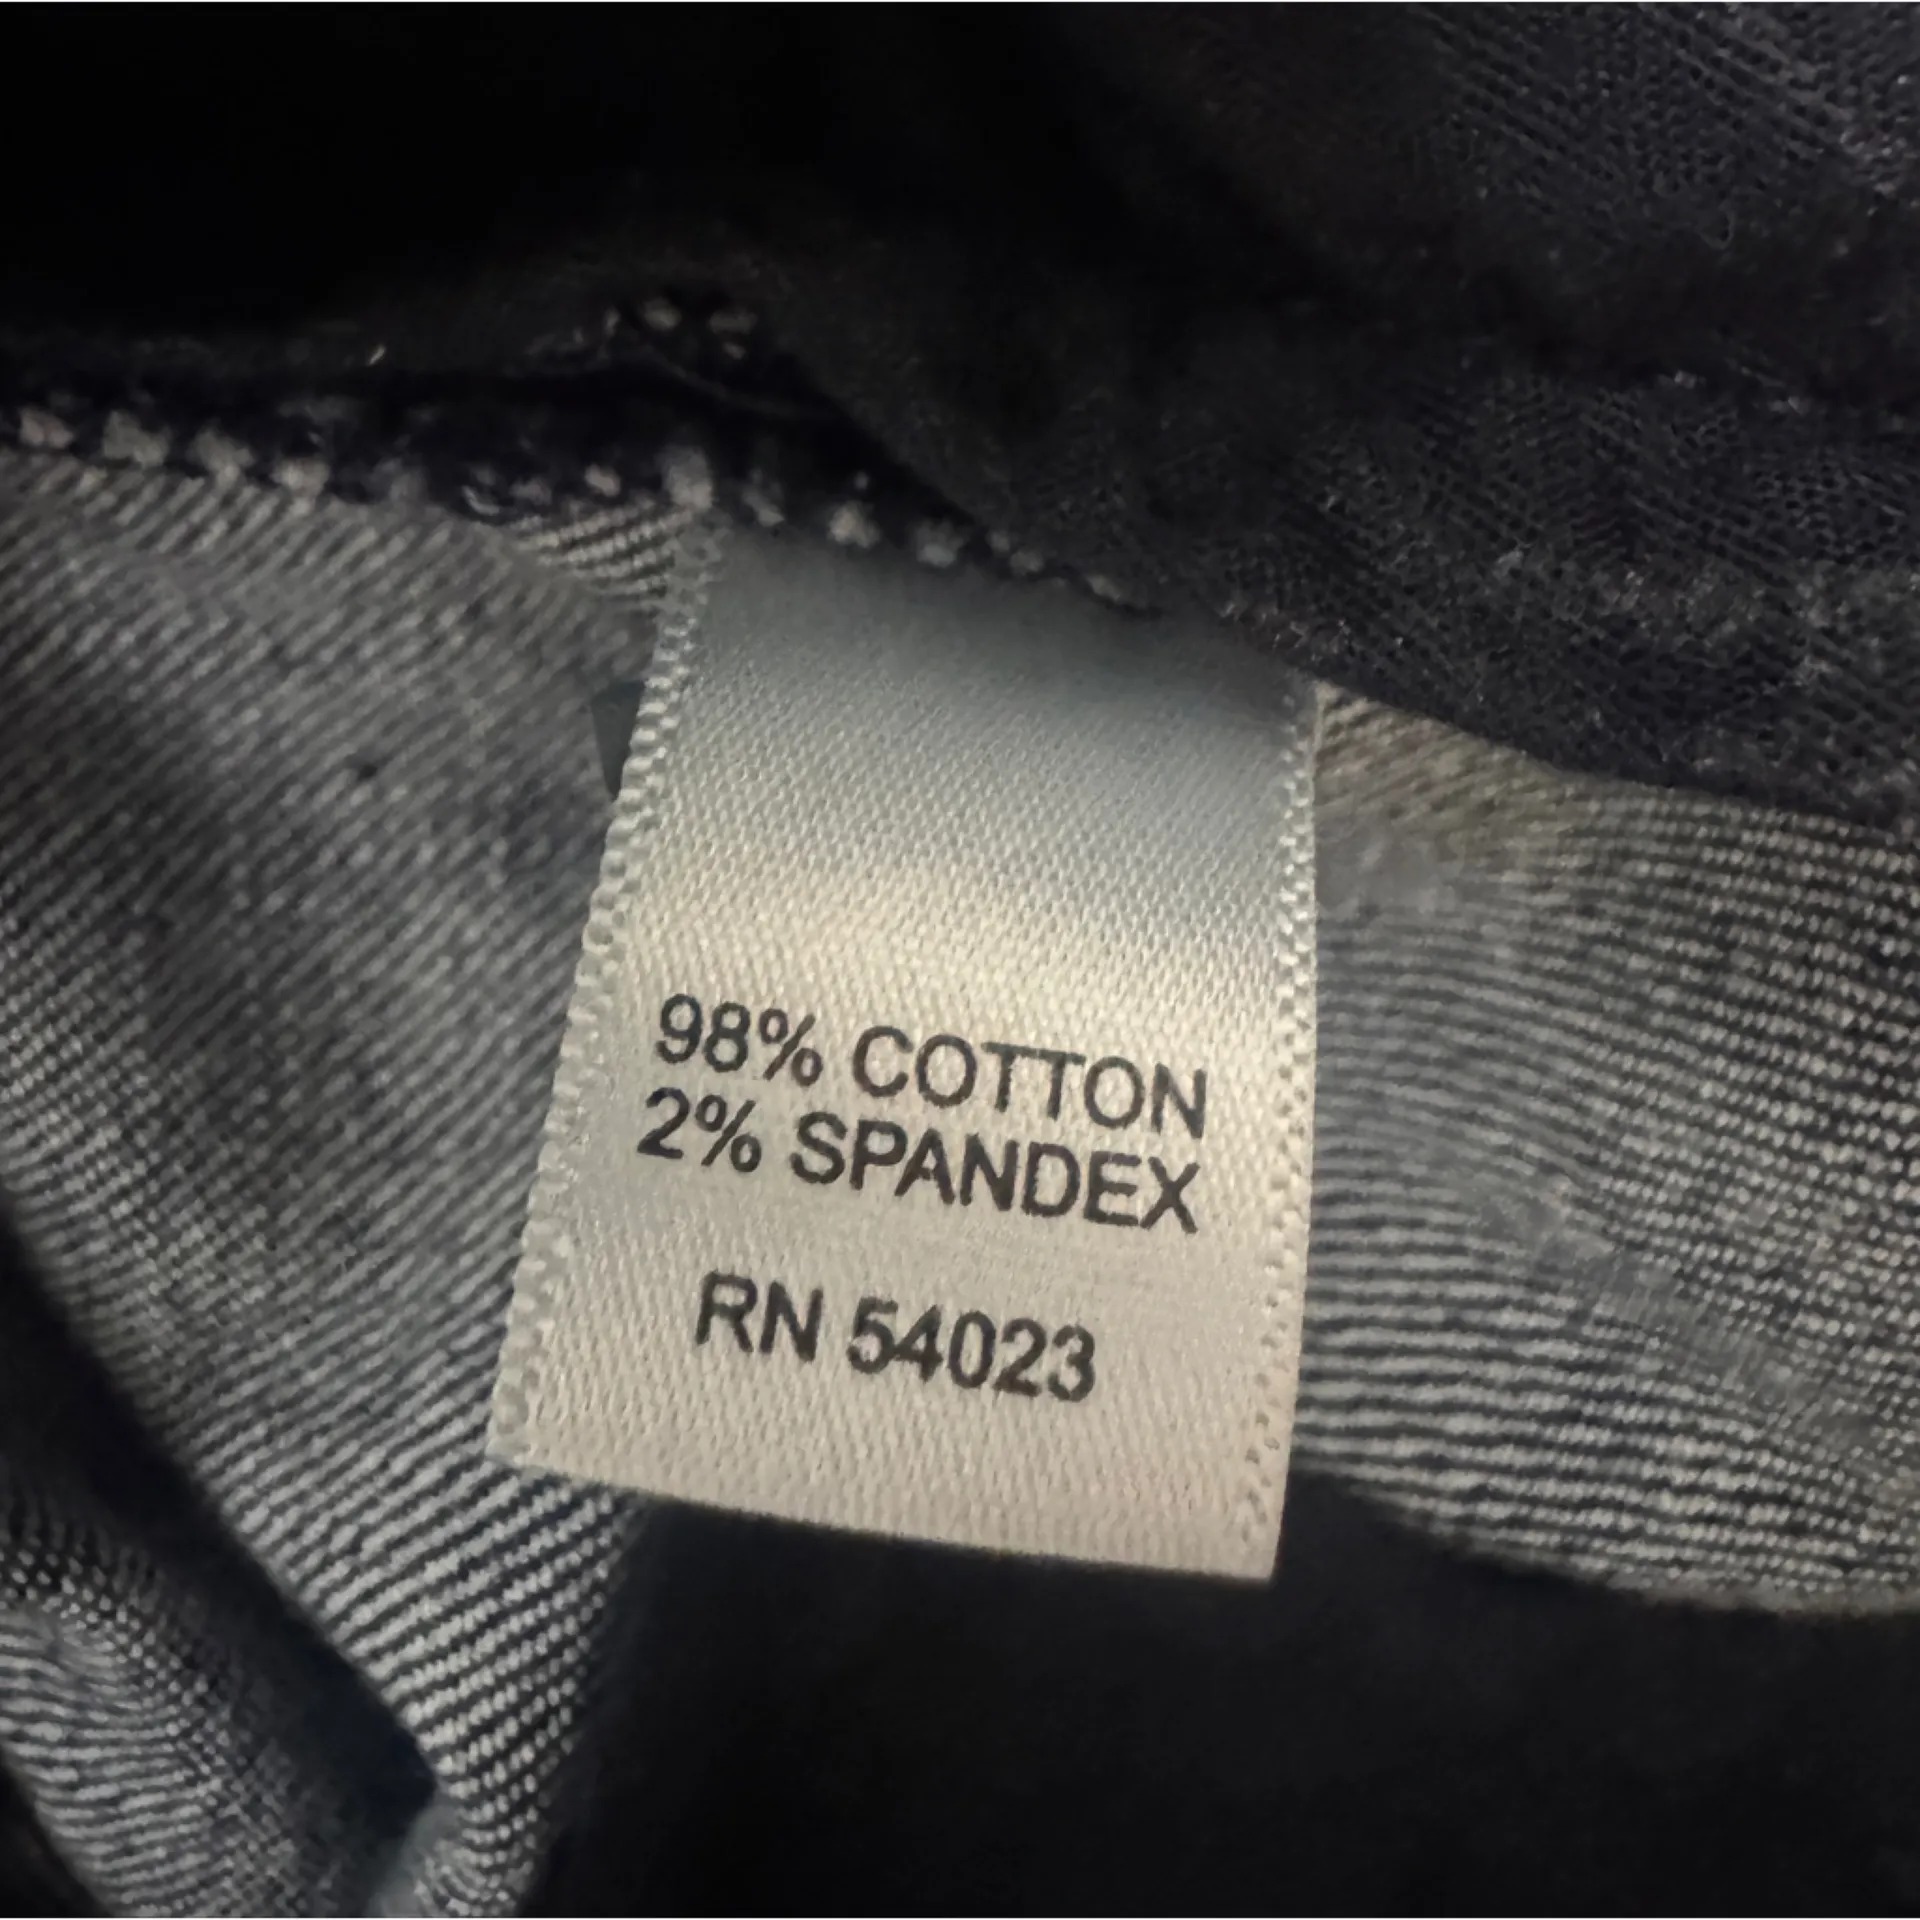 98% COTTON
2% SPANDEX
RN 54023